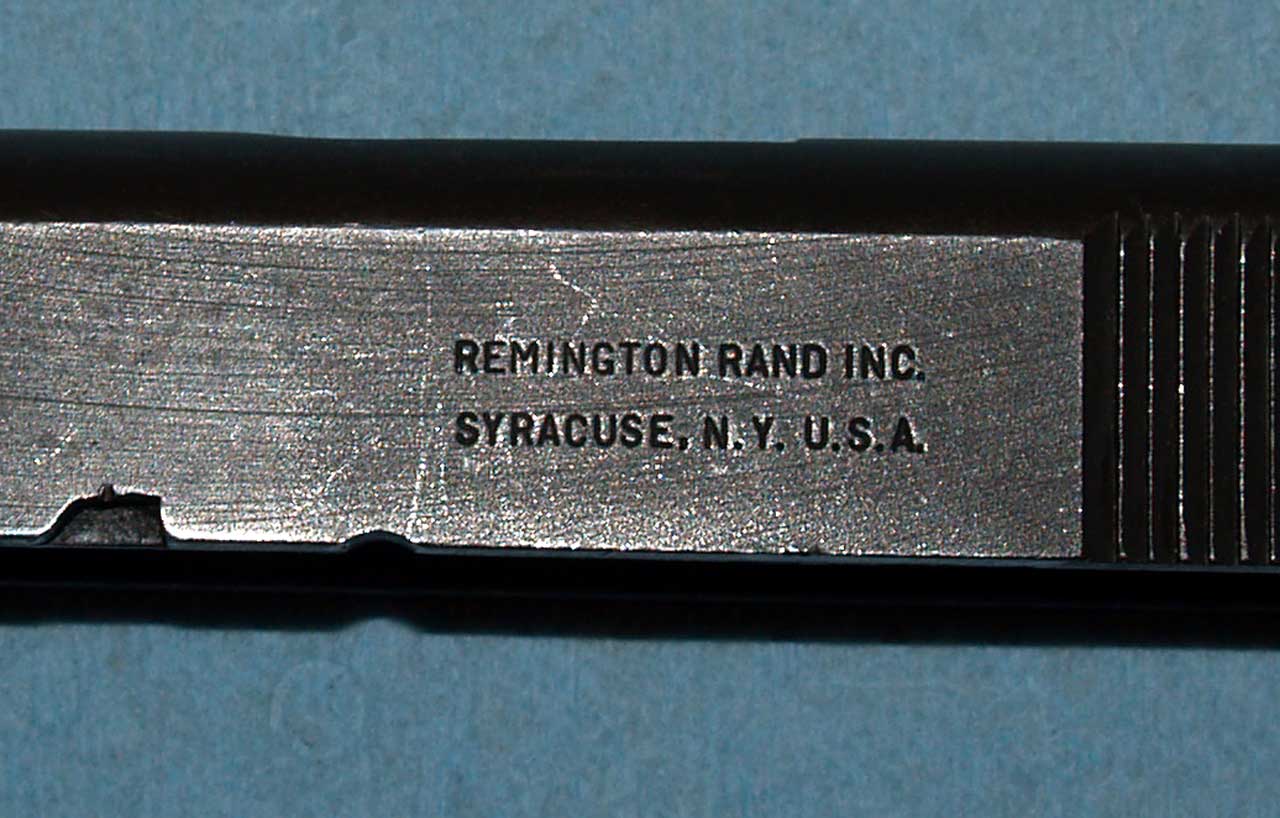 REMINGTON RAND INC.
SYRACUSE, N.Y. U.S.A.